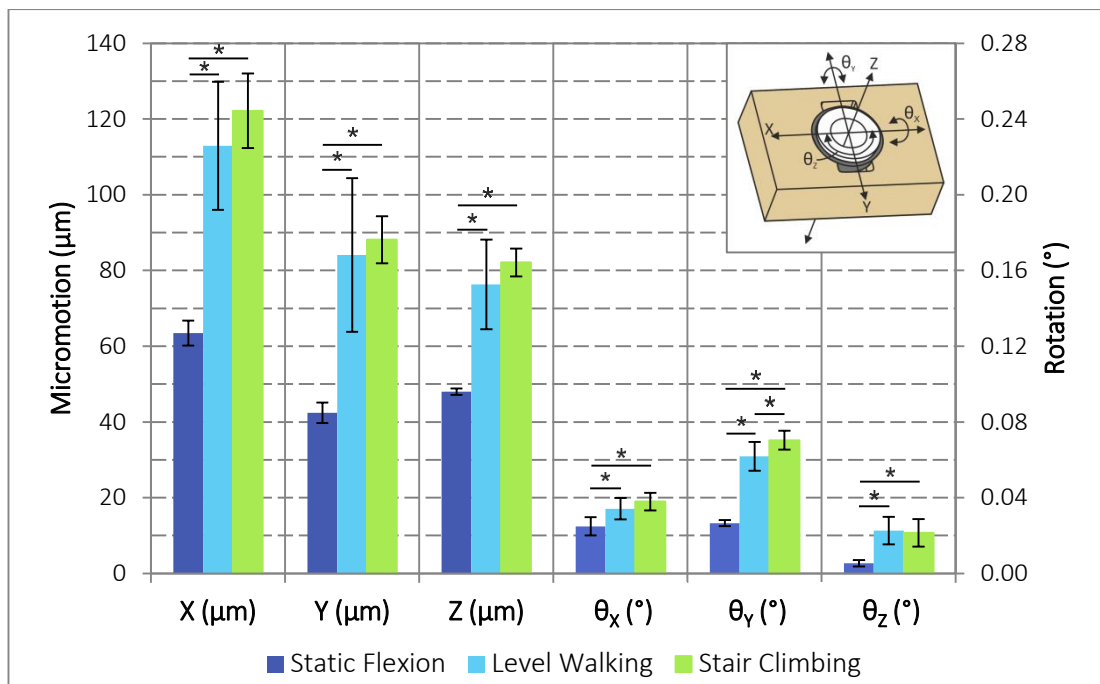 Micromotion (µm)
140
120
100
80
60
40
20
0
0.28
0.24
0.20
0.16
0.12
0.08
0.04
0.00
Rotation (°)
* *
* *
* *
* *
* * *
* *
θY
Z
X
θX
θZ
Y
X (µm) Y (µm) Z (µm) θX (°) θY (°) θZ (°)
Static Flexion Level Walking Stair Climbing